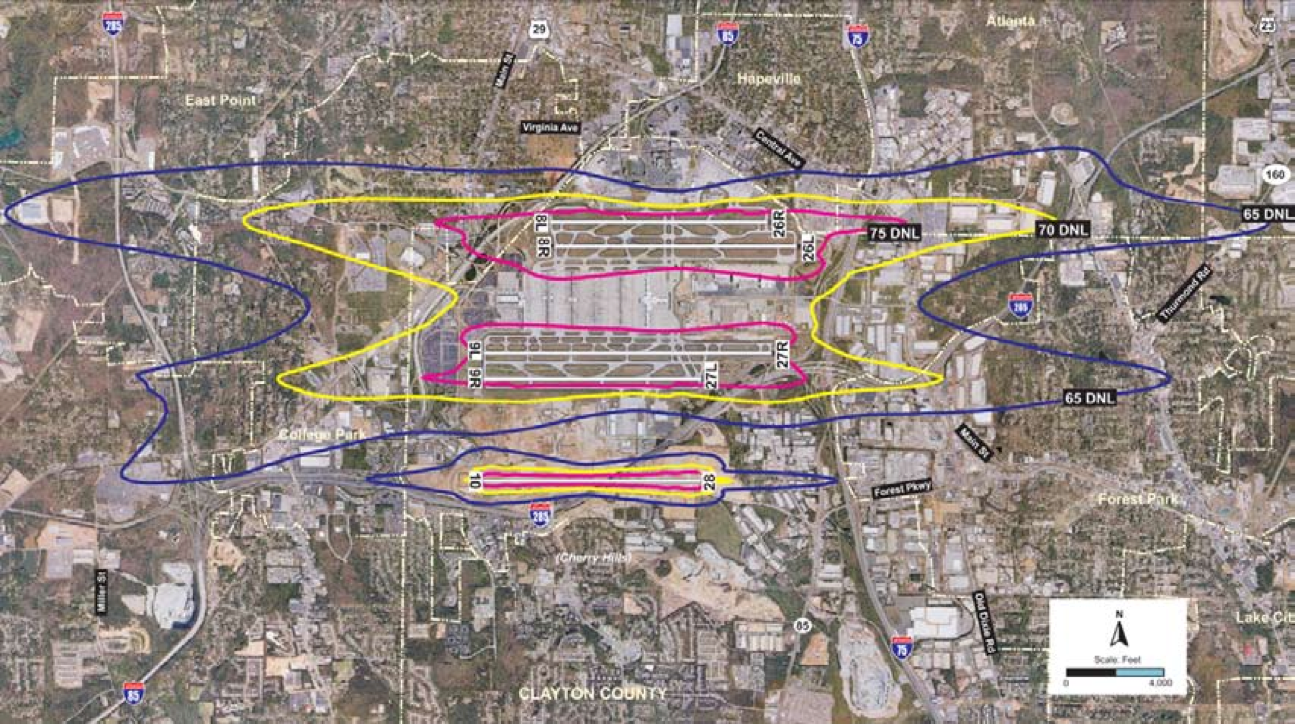 285
29
85
75
Atlanta
23
Main St
Hapeville
East Point
Virginia Ave
Central Ave
160
65 DNL
8L
26R
75 DNL
70 DNL
8R
26L
Thurmond Rd
285
9L
27R
9R
27L
65 DNL
College Park
Main St
10
28
Forest Pkwy
Forest Park
285
(Cherry Hills)
Miller St
85
Old Dixie Rd
N
Lake Cit
75
Scale: Feet
0
4,000
85
CLAYTON COUNTY